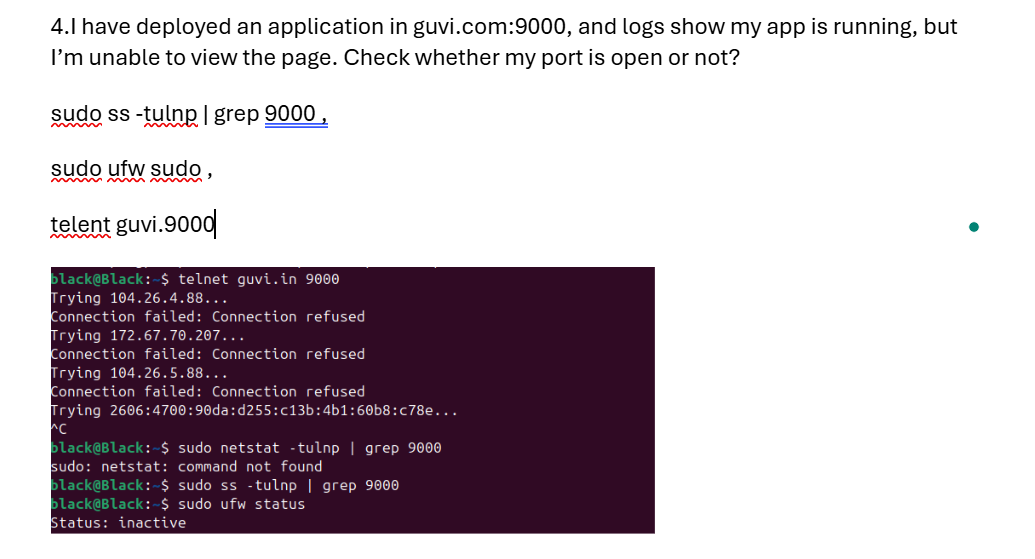 4.I have deployed an application in guvi.com:9000, and logs show my app is running, but
I’m unable to view the page. Check whether my port is open or not?
sudo ss -tulnp | grep 9000 ,
sudo ufw sudo ,
telent guvi.9000
black@Black:~$ telnet guvi.in 9000
Trying 104.26.4.88...
Connection failed: Connection refused
Trying 172.67.70.207...
Connection failed: Connection refused
Trying 104.26.5.88...
Connection failed: Connection refused
Trying 2606:4700:90da:d255:c13b:4b1:60b8:c78e...
^C
black@Black:~$ sudo netstat -tulnp | grep 9000
sudo: netstat: command not found
black@Black:~$ sudo ss -tulnp | grep 9000
black@Black:~$ sudo ufw status
Status: inactive